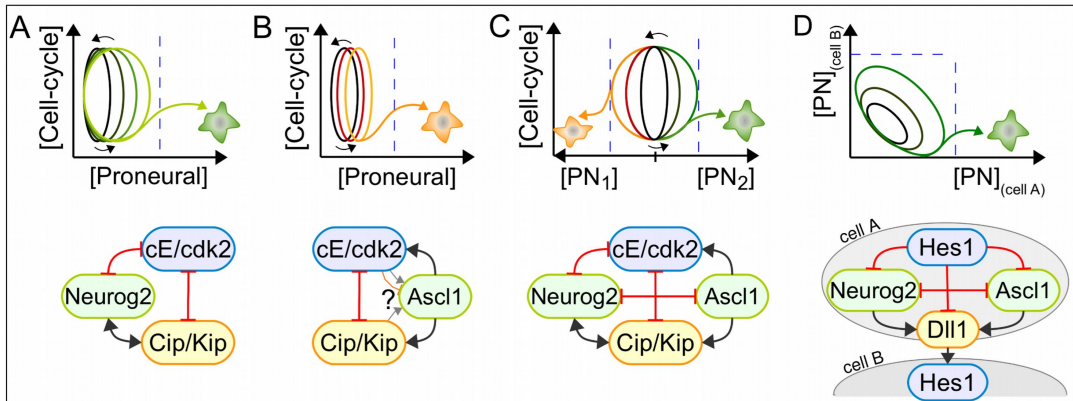 A
[Cell-cycle]
[Proneural]
cE/cdk2
Neurog2
Cip/Kip
B
[Cell-cycle]
[Proneural]
cE/cdk2
?
Ascl1
Cip/Kip
C
[Cell-cycle]
[PN1]
[PN2]
cE/cdk2
Neurog2
Ascl1
Cip/Kip
D
[PN](cell B)
[PN](cell A)
cell A
Hes1
Neurog2
Ascl1
Dll1
cell B
Hes1